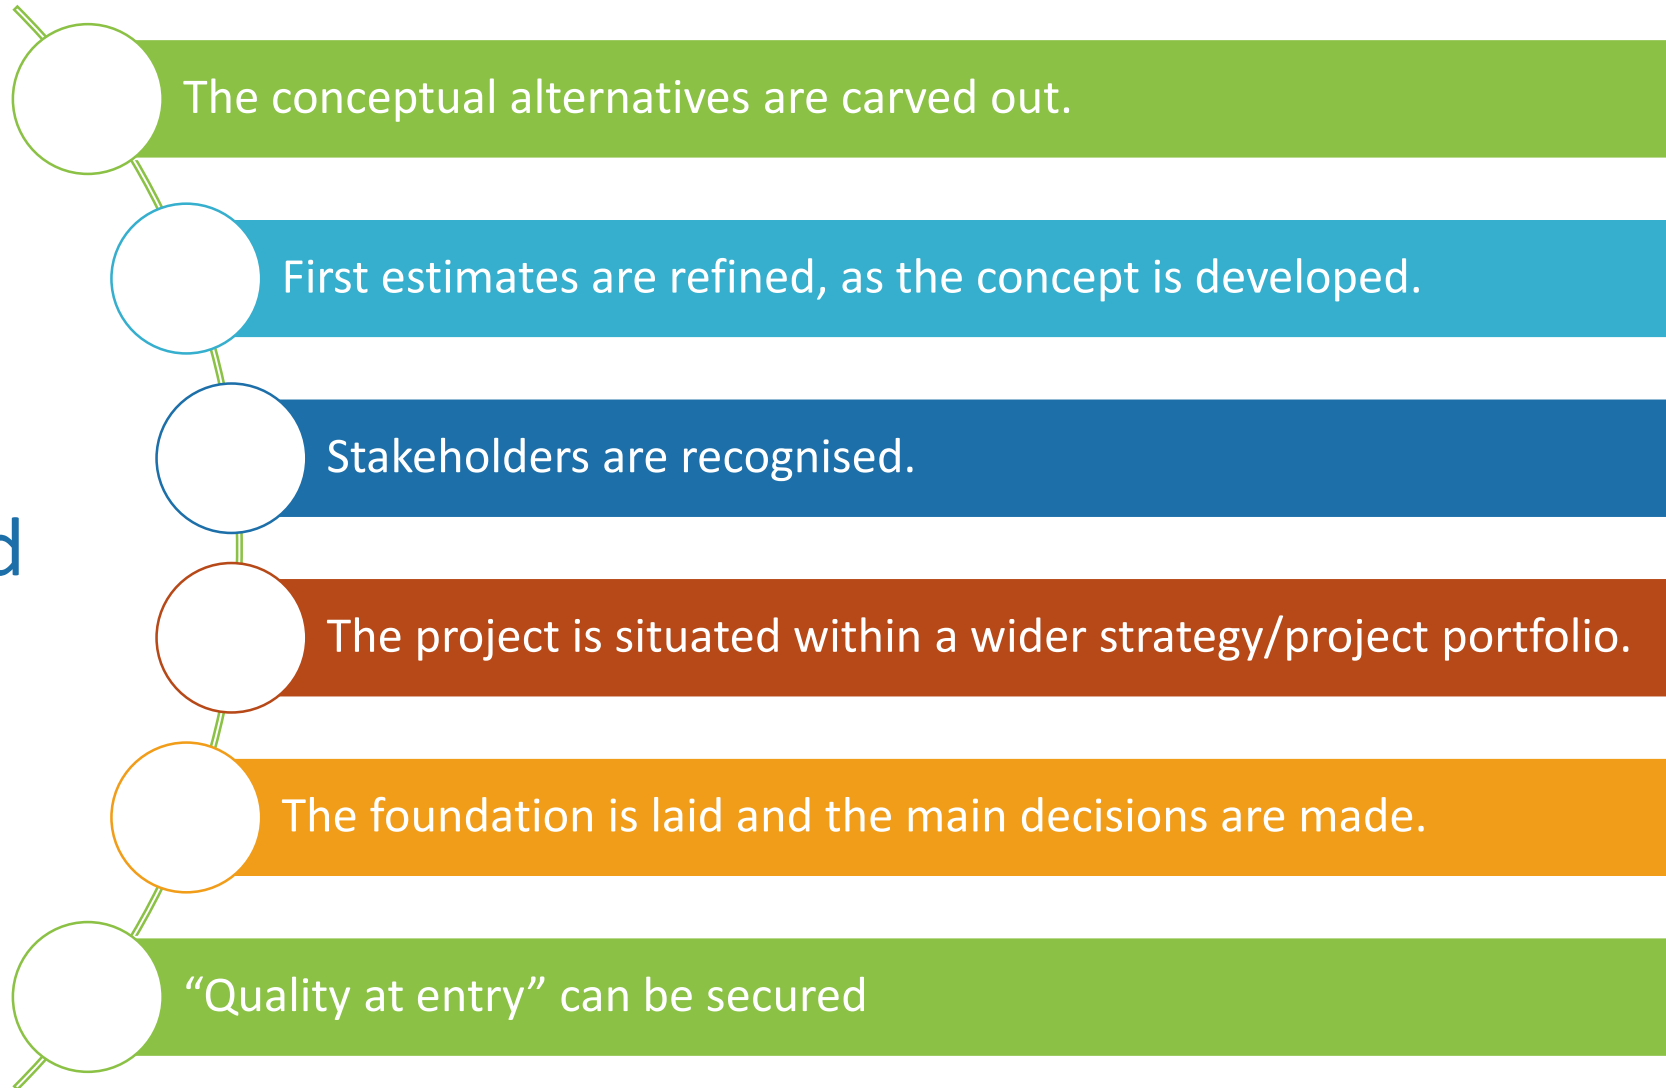 The conceptual alternatives are carved out.
First estimates are refined, as the concept is developed.
Stakeholders are recognised.
d
The project is situated within a wider strategy/project portfolio.
The foundation is laid and the main decisions are made.
“Quality at entry” can be secured